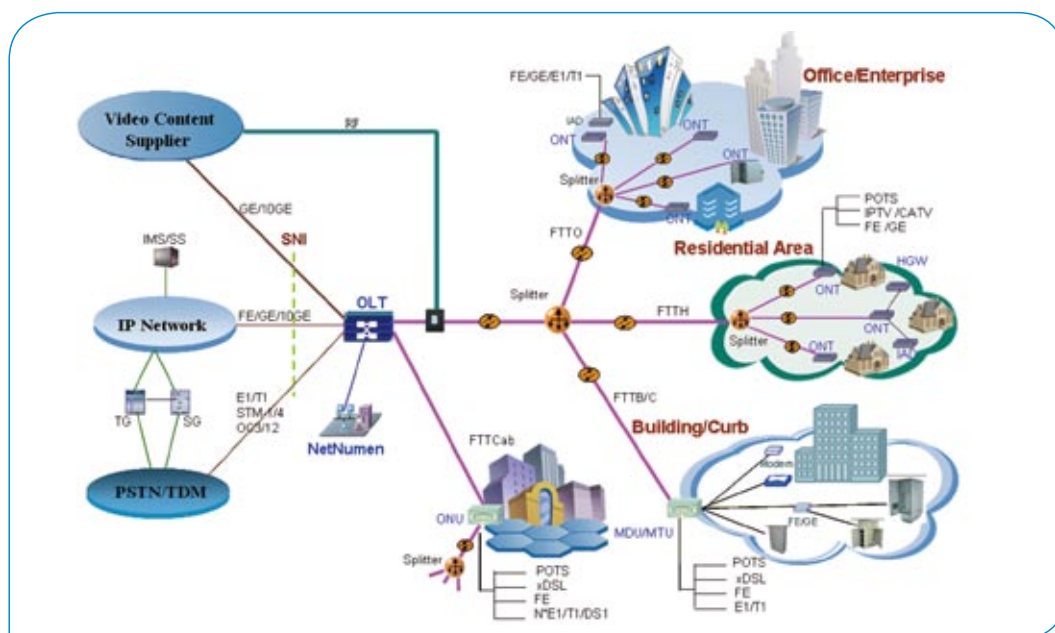 Office/Enterprise
FE/GE/E1/T1
Video Content
Supplier
RF
IAD
ONT
ONT
ONT
Splitter
ONT
GE/10GE
SNI
IMS/SS
FTTO
POTS
IPTV /CATV
FE /GE
Residential Area
HGW
ONT
OLT
Splitter
IP Network
FE/GE/10GE
FTTH
ONT
Splitter
IAD
ONT
E1/T1
STM-1/4
OC3/12
TG
SG
FTTB/C
NetNumen
Building/Curb
FTTCab
Modem
PSTN/TDM
ONU
MDU/MTU
FE/GE
Splitter
POTS
xDSL
FE
N*E1/T1/DS1
POTS
xDSL
FE
E1/T1